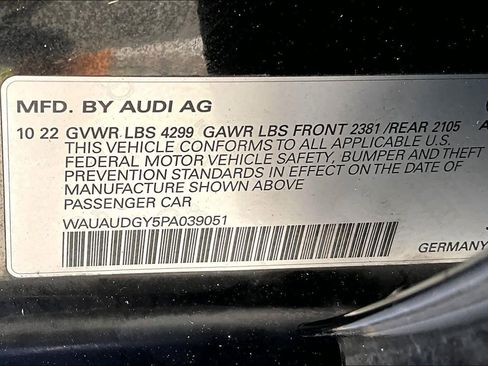 MFD. BY AUDI AG
10 22 GVWR LBS 4299 GAWR LBS FRONT 2381 /REAR 2105
THIS VEHICLE CONFORMS TO ALL APPLICABLE U.S.
FEDERAL MOTOR VEHICLE SAFETY, BUMPER AND THEFT
PREVENTION STANDARDS IN EFFECT ON THE DATE OF
MANUFACTURE SHOWN ABOVE
PASSENGER CAR
WAUAUDGY5PA039051
GERMANY